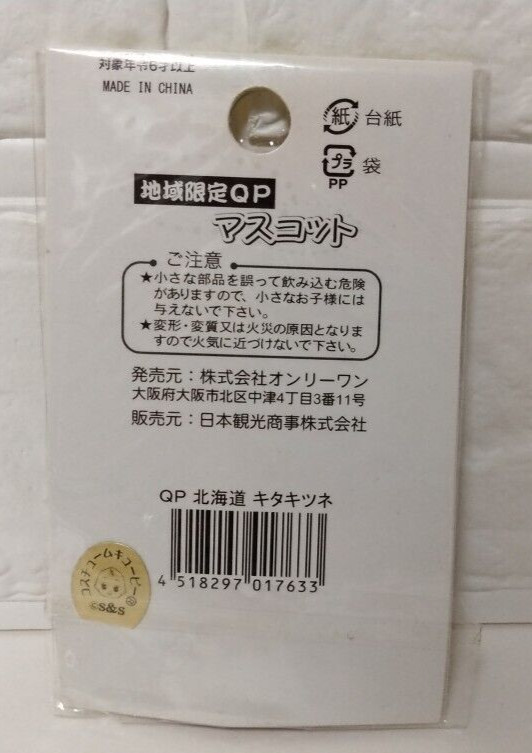 対象年令6才以上
MADE IN CHINA
紙 台紙
プラ 袋
PP
地域限定QP
マスコット
ご注意
★小さな部品を誤って飲み込む危険
がありますので、小さなお子様には
与えないで下さい。
★変形・変質又は火災の原因となりま
すので火気に近づけないで下さい。
発売元：株式会社オンリーワン
大阪府大阪市北区中津4丁目3番11号
販売元：日本観光商事株式会社
QP 北海道 キタキツネ
4 518297 017633
コスチュームキューピー®
©S&S